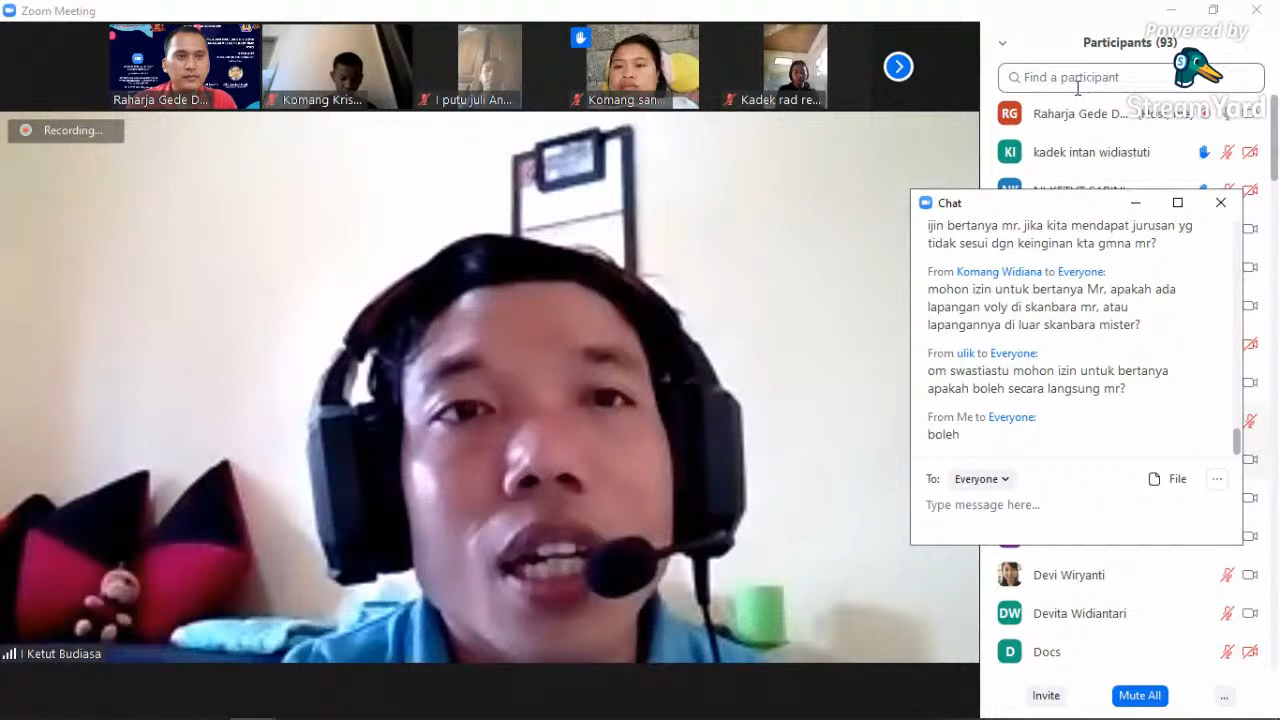 Zoom Meeting
Raharja Gede D...
Komang Kris...
I putu juli An...
Komang san...
Kadek rad re...
Recording...
I Ketut Budiasa
Participants (93)
Powered by
StreamYard
Find a participant
RG Raharja Gede D...
KI kadek intan widiastuti
Chat
ijin bertanya mr. jika kita mendapat jurusan yg
tidak sesui dgn keinginan kta gmna mr?
From Komang Widiana to Everyone:
mohon izin untuk bertanya Mr, apakah ada
lapangan voly di skanbara mr, atau
lapangannya di luar skanbara mister?
From ulik to Everyone:
om swastiastu mohon izin untuk bertanya
apakah boleh secara langsung mr?
From Me to Everyone:
boleh
To: Everyone File ...
Type message here...
Devi Wiryanti
DW Devita Widiantari
D Docs
Invite Mute All ...